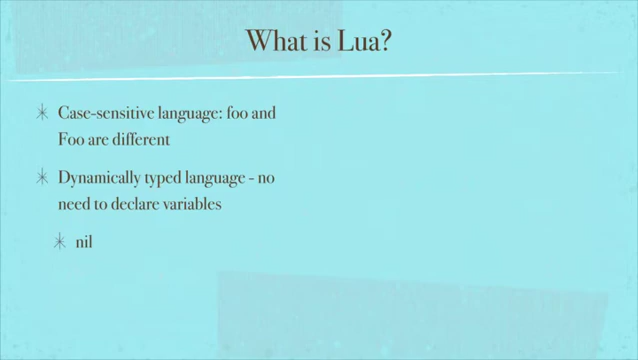 What is Lua?
Case-sensitive language: foo and
Foo are different
Dynamically typed language - no
need to declare variables
nil